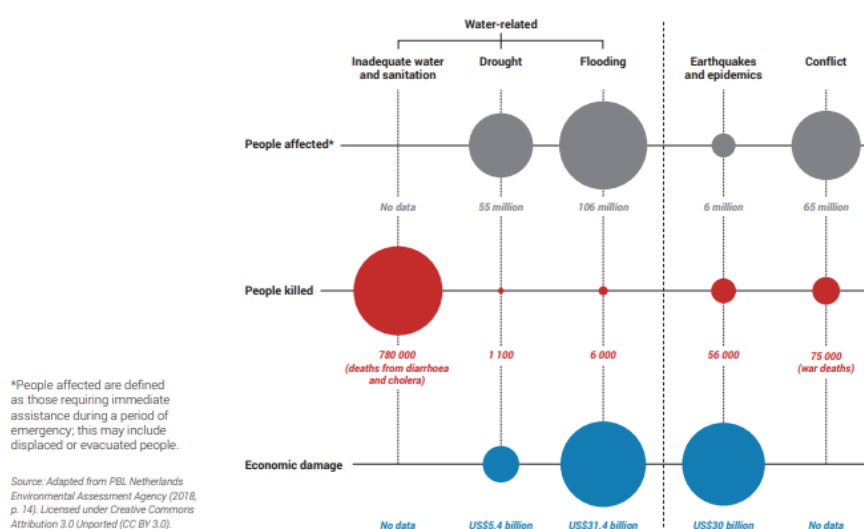 Water-related
Inadequate water
and sanitation
Drought
Flooding
Earthquakes
and epidemics
Conflict
People affected*
No data
55 million
106 million
6 million
65 million
People killed
780 000
(deaths from diarrhoea
and cholera)
1 100
6 000
56 000
75 000
(war deaths)
*People affected are defined
as those requiring immediate
assistance during a period of
emergency; this may include
displaced or evacuated people.
Economic damage
Source: Adapted from PBL Netherlands
Environmental Assessment Agency (2018,
p. 14). Licensed under Creative Commons
Attribution 3.0 Unported (CC BY 3.0).
No data
US$5.4 billion
US$31.4 billion
US$30 billion
No data